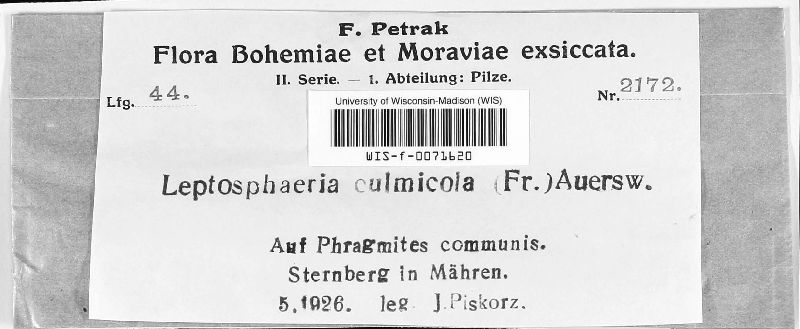 F. Petrak
Flora Bohemiae et Moraviae exsiccata.
II. Serie. — 1. Abteilung: Pilze.
Lfg. 44.
Nr. 2172.
University of Wisconsin-Madison (WIS)
WIS-f-0071620
Leptosphaeria culmicola (Fr.) Auersw.
Auf Phragmites communis.
Sternberg in Mähren.
5.1926. leg J. Piskorz.